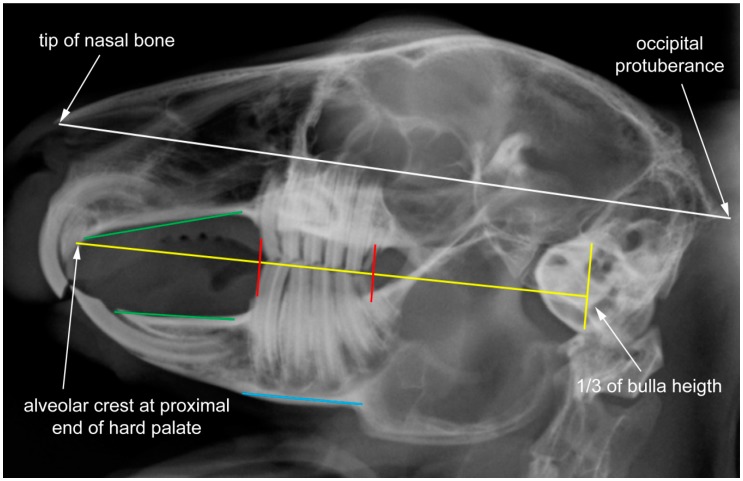 tip of nasal bone
occipital
protuberance
alveolar crest at proximal
end of hard palate
1/3 of bulla heigth